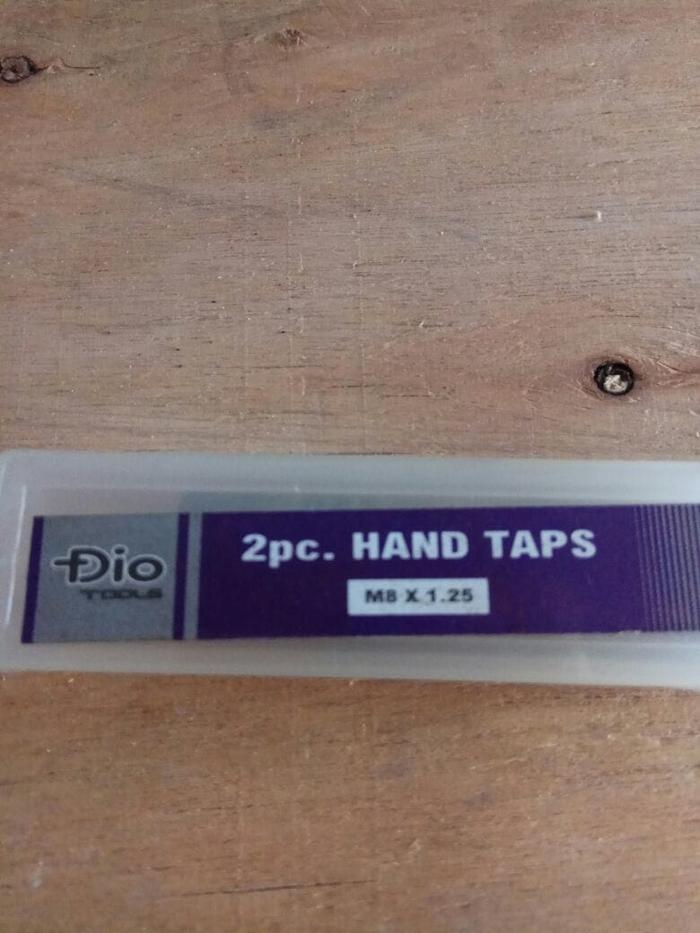 Dio
TOOLS
2pc. HAND TAPS
M8 X 1.25